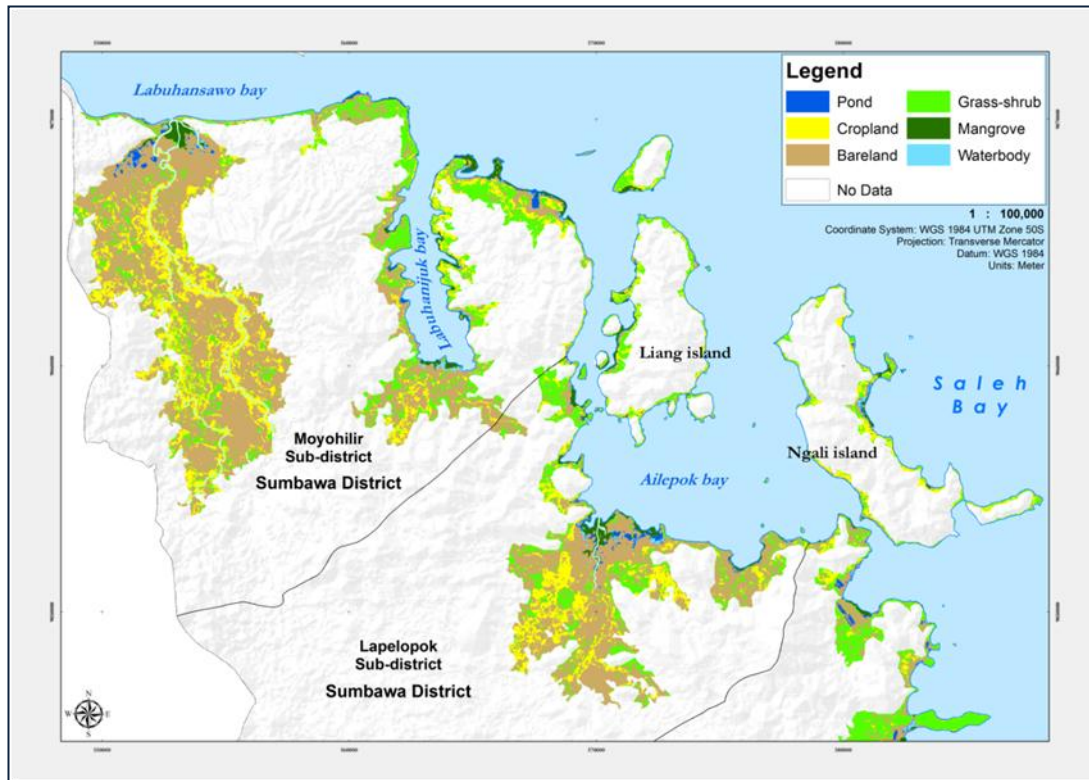 Labuhansawo bay
Legend
Pond
Grass-shrub
Cropland
Mangrove
Bareland
Waterbody
No Data
1 : 100,000
Coordinate System: WGS 1984 UTM Zone 50S
Projection: Transverse Mercator
Datum: WGS 1984
Units: Meter
Labuhanijuk bay
Liang island
Saleh
Bay
Moyohilir
Sub-district
Sumbawa District
Ngali island
Ailepok bay
Lapelopok
Sub-district
Sumbawa District
N
W E
S